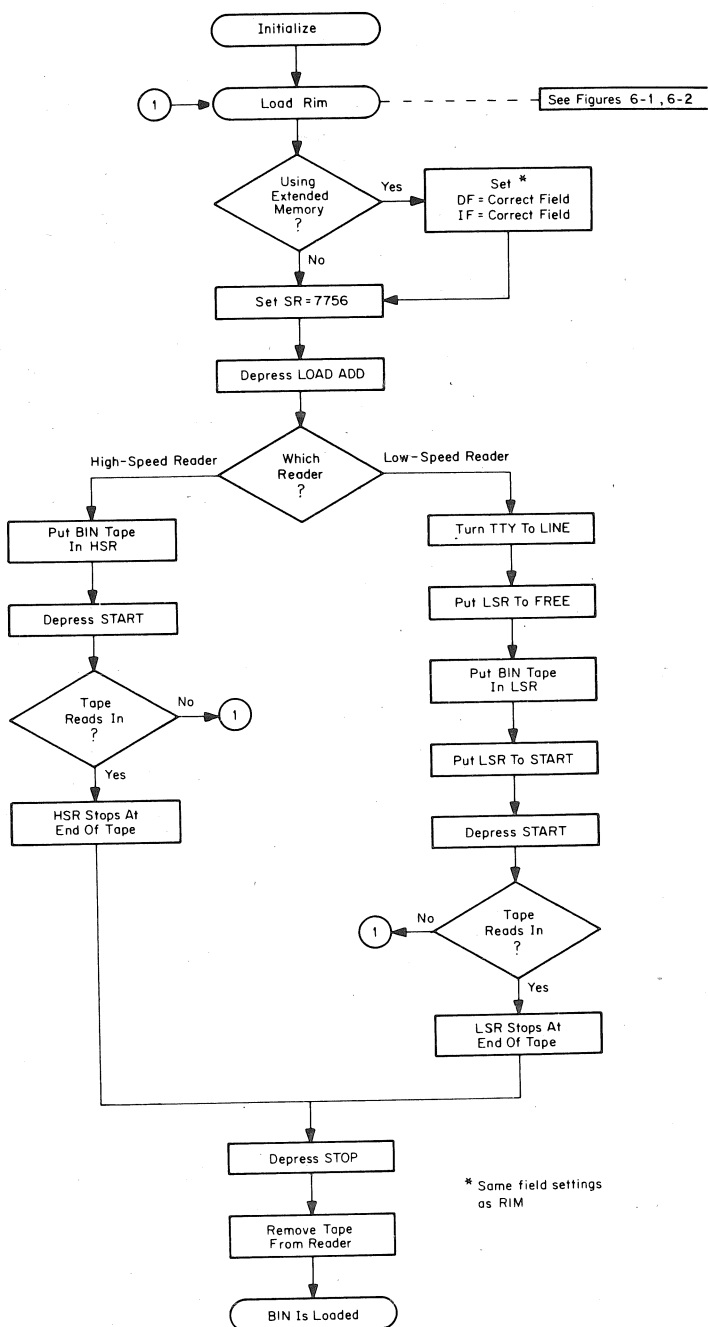 Initialize
1
Load Rim
See Figures 6-1, 6-2
Using
Extended
Memory
?
Yes
Set *
DF = Correct Field
IF = Correct Field
No
Set SR = 7756
Depress LOAD ADD
High-Speed Reader
Which
Reader
?
Low-Speed Reader
Put BIN Tape
In HSR
Depress START
Tape
Reads In
?
No
1
Yes
HSR Stops At
End Of Tape
Turn TTY To LINE
Put LSR To FREE
Put BIN Tape
In LSR
Put LSR To START
Depress START
Tape
Reads In
?
No
1
Yes
LSR Stops At
End Of Tape
Depress STOP
Remove Tape
From Reader
BIN Is Loaded
* Same field settings
as RIM